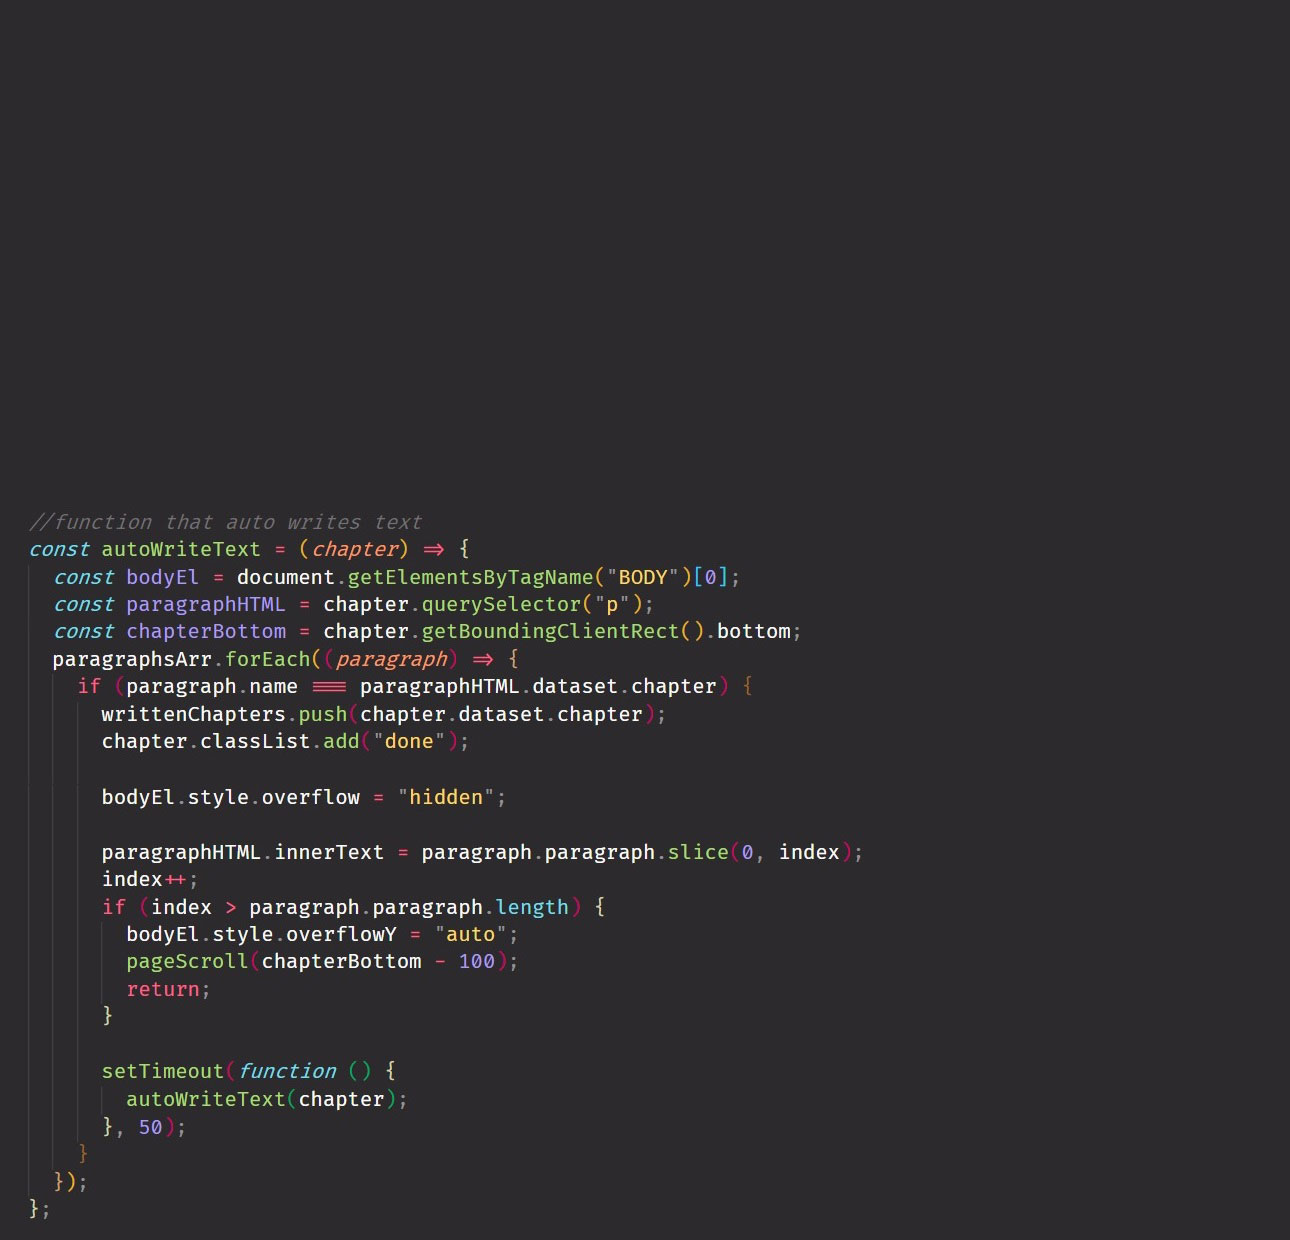 //function that auto writes text
const autoWriteText = (chapter) => {
const bodyEl = document.getElementsByTagName("BODY")[0];
const paragraphHTML = chapter.querySelector("p");
const chapterBottom = chapter.getBoundingClientRect().bottom;
paragraphsArr.forEach((paragraph) => {
if (paragraph.name === paragraphHTML.dataset.chapter) {
writtenChapters.push(chapter.dataset.chapter);
chapter.classList.add("done");
bodyEl.style.overflow = "hidden";
paragraphHTML.innerText = paragraph.paragraph.slice(0, index);
index++;
if (index > paragraph.paragraph.length) {
bodyEl.style.overflowY = "auto";
pageScroll(chapterBottom - 100);
return;
}
setTimeout(function () {
autoWriteText(chapter);
}, 50);
}
});
};